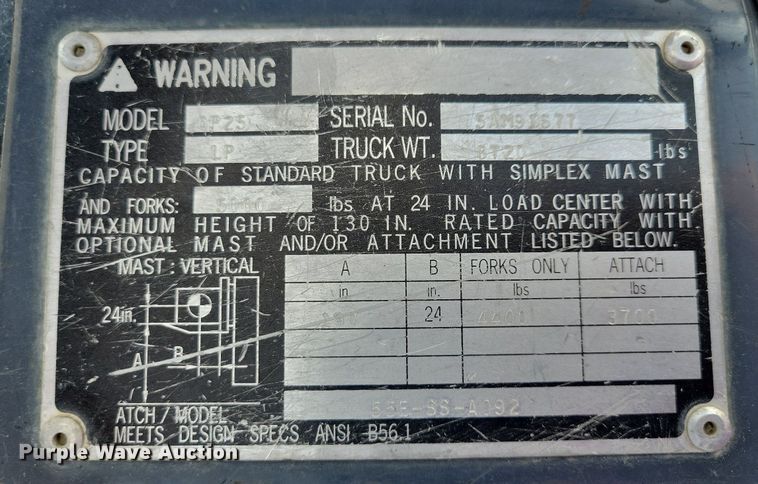 WARNING
MODEL SERIAL No.
TYPE LP TRUCK WT. lbs
CAPACITY OF STANDARD TRUCK WITH SIMPLEX MAST
AND FORKS: lbs AT 24 IN. LOAD CENTER WITH
MAXIMUM HEIGHT OF 130 IN. RATED CAPACITY WITH
OPTIONAL MAST AND/OR ATTACHMENT LISTED BELOW.
MAST : VERTICAL A B FORKS ONLY ATTACH
in. in. lbs lbs
24in. 24 3700
B
A
ATCH / MODEL
MEETS DESIGN SPECS ANSI B56.1
Purple Wave Auction